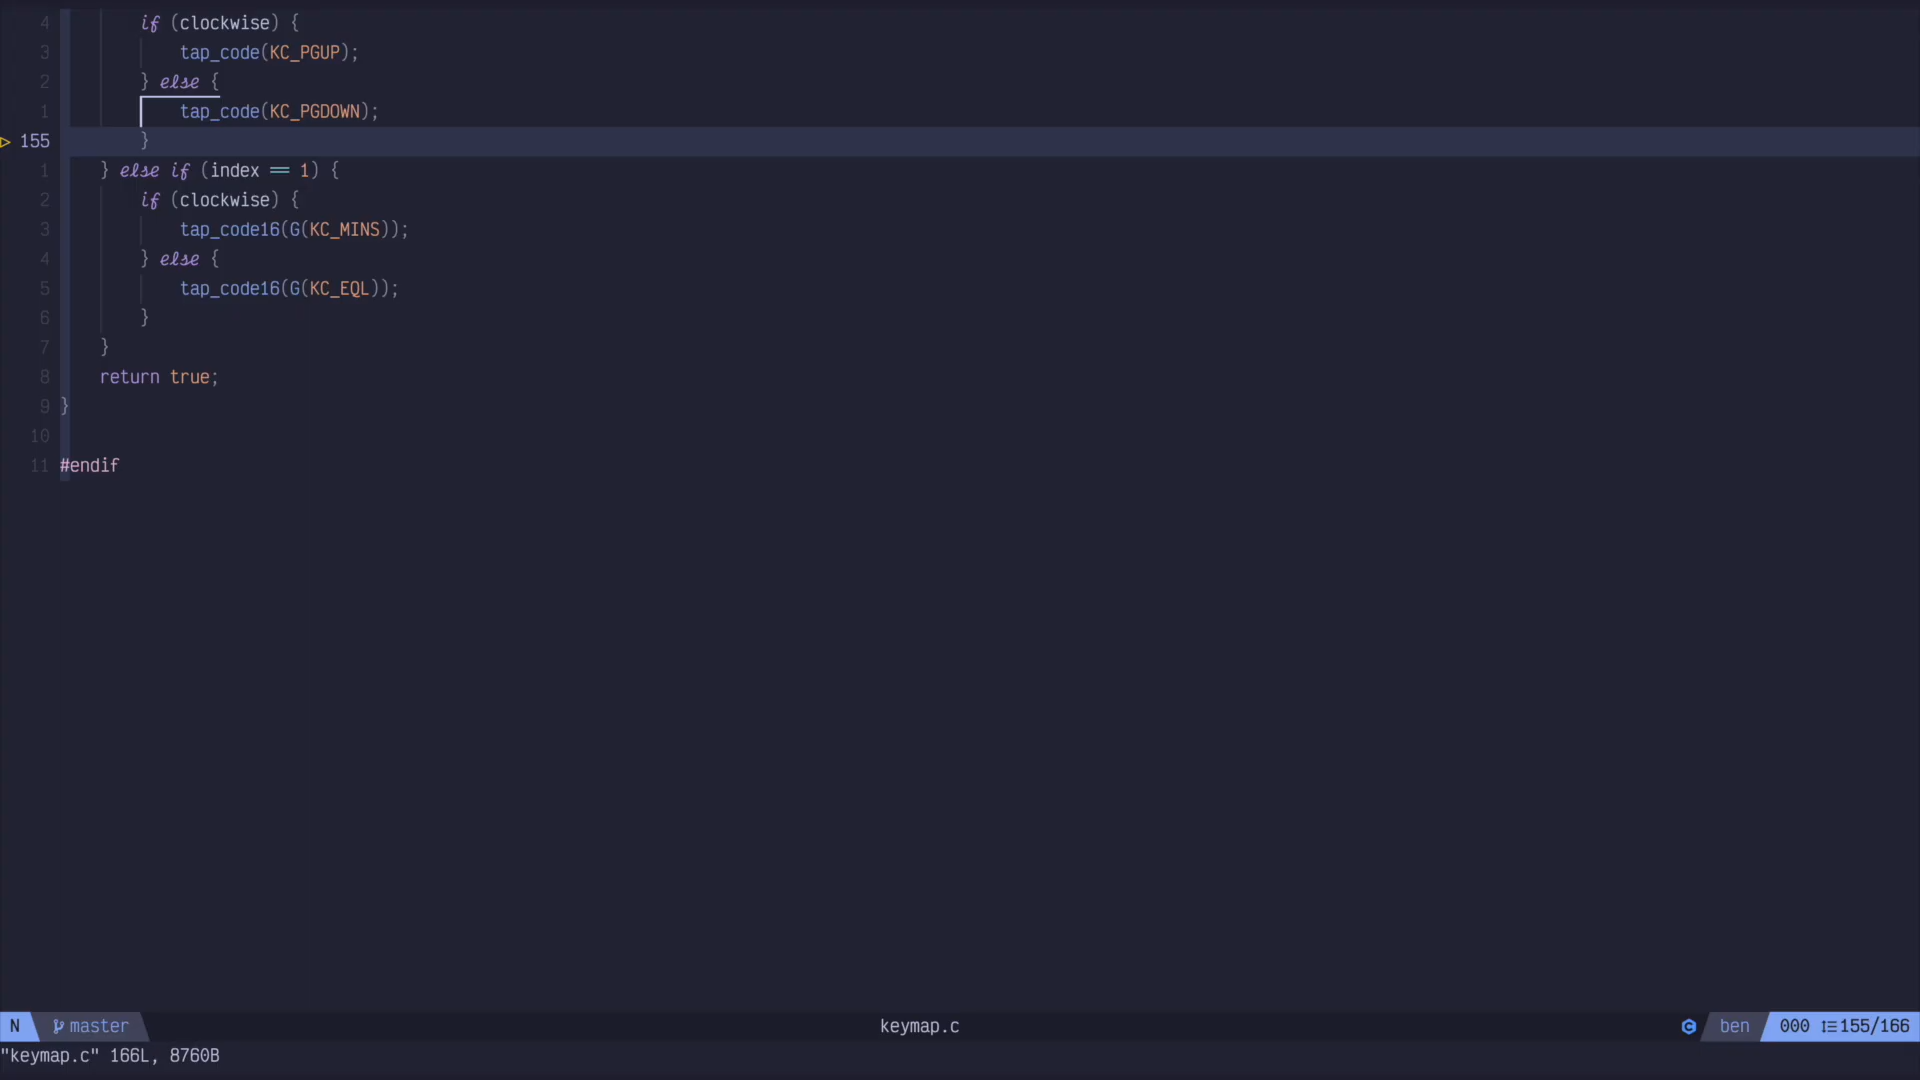 4 if (clockwise) {
3 tap_code(KC_PGUP);
2 } else {
1 tap_code(KC_PGDOWN);
155 }
1 } else if (index == 1) {
2 if (clockwise) {
3 tap_code16(G(KC_MINS));
4 } else {
5 tap_code16(G(KC_EQL));
6 }
7 }
8 return true;
9 }
10
11 #endif
N master keymap.c ben 000 155/166
"keymap.c" 166L, 8760B